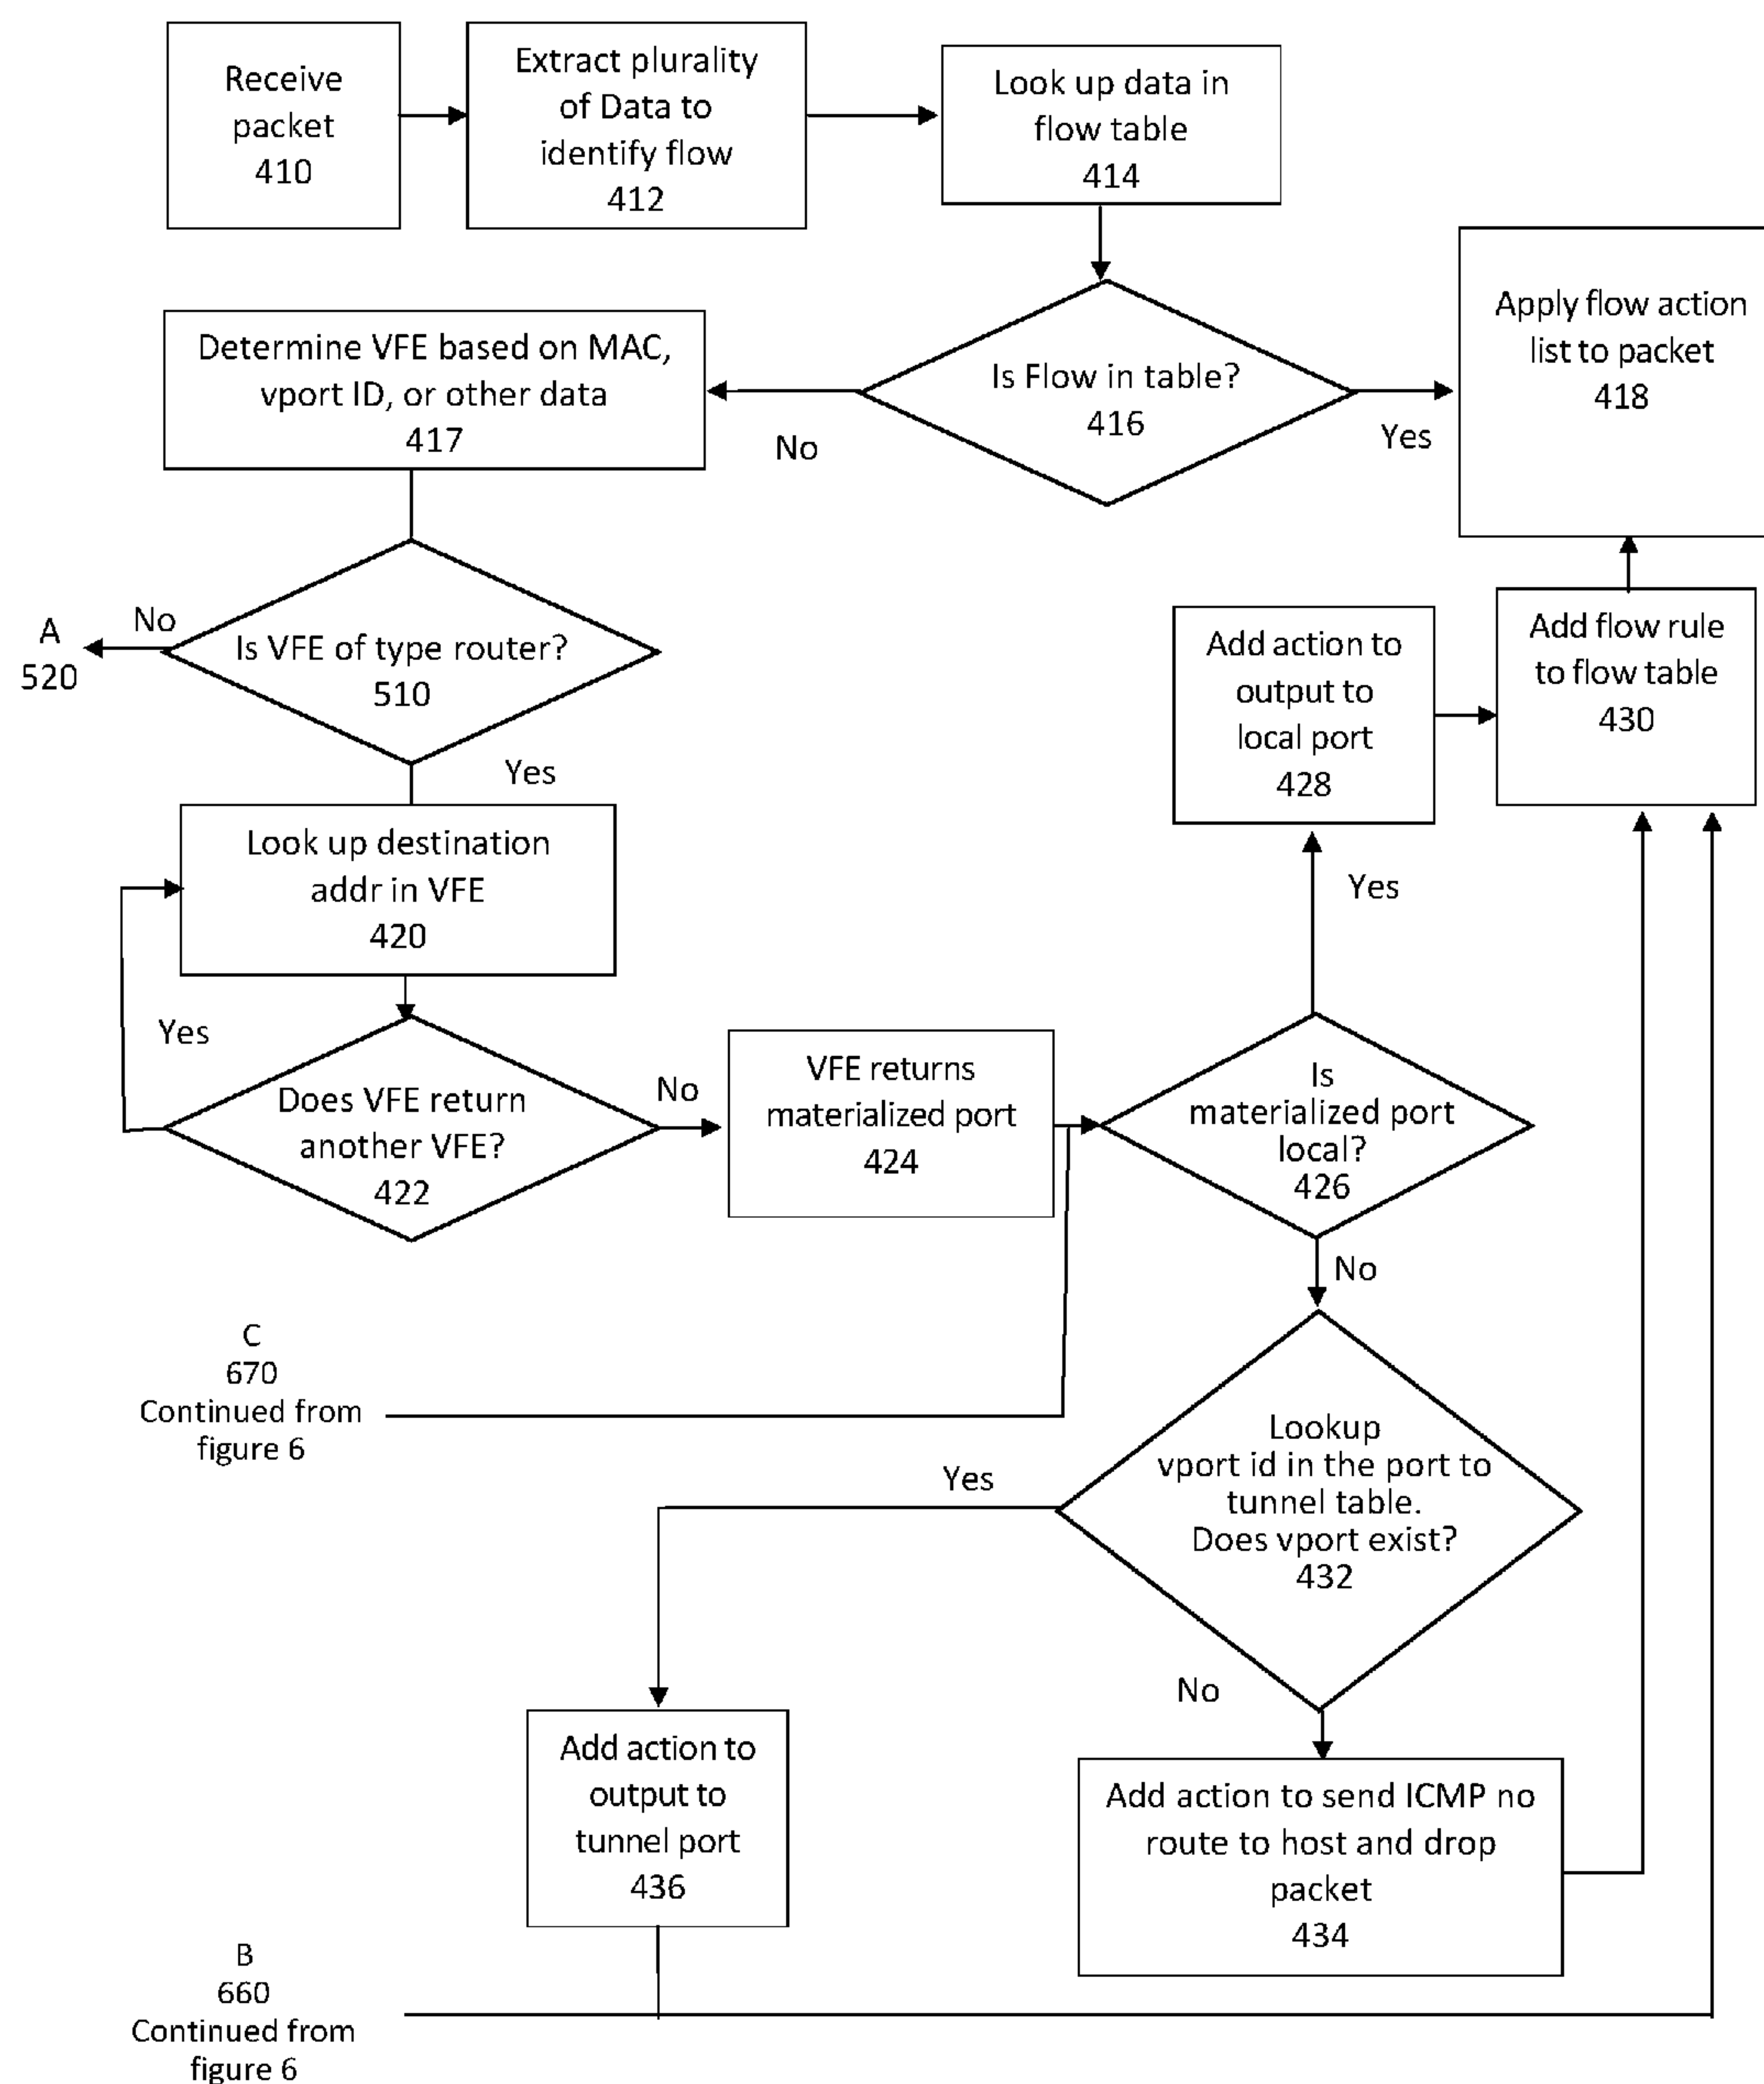 Receive
packet
410
Extract plurality
of Data to
identify flow
412
Look up data in
flow table
414
Is Flow in table?
416
No
Yes
Apply flow action
list to packet
418
Determine VFE based on MAC,
vport ID, or other data
417
Is VFE of type router?
510
No
A
520
Yes
Look up destination
addr in VFE
420
Yes
Does VFE return
another VFE?
422
No
VFE returns
materialized port
424
Is
materialized port
local?
426
Yes
Add action to
output to
local port
428
Add flow rule
to flow table
430
No
C
670
Continued from
figure 6
Lookup
vport id in the port to
tunnel table.
Does vport exist?
432
Yes
No
Add action to
output to
tunnel port
436
Add action to send ICMP no
route to host and drop
packet
434
B
660
Continued from
figure 6